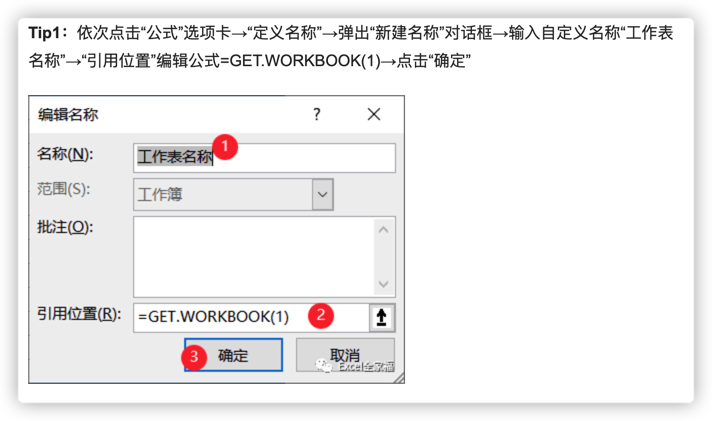 Tip1：依次点击“公式”选项卡→“定义名称”→弹出“新建名称”对话框→输入自定义名称“工作表
名称”→“引用位置”编辑公式=GET.WORKBOOK(1)→点击“确定”
编辑名称 ? ×
名称(N): 工作表名称 1
范围(S): 工作簿
批注(O):
引用位置(R): =GET.WORKBOOK(1) 2
3 确定 取消
Excel全家福